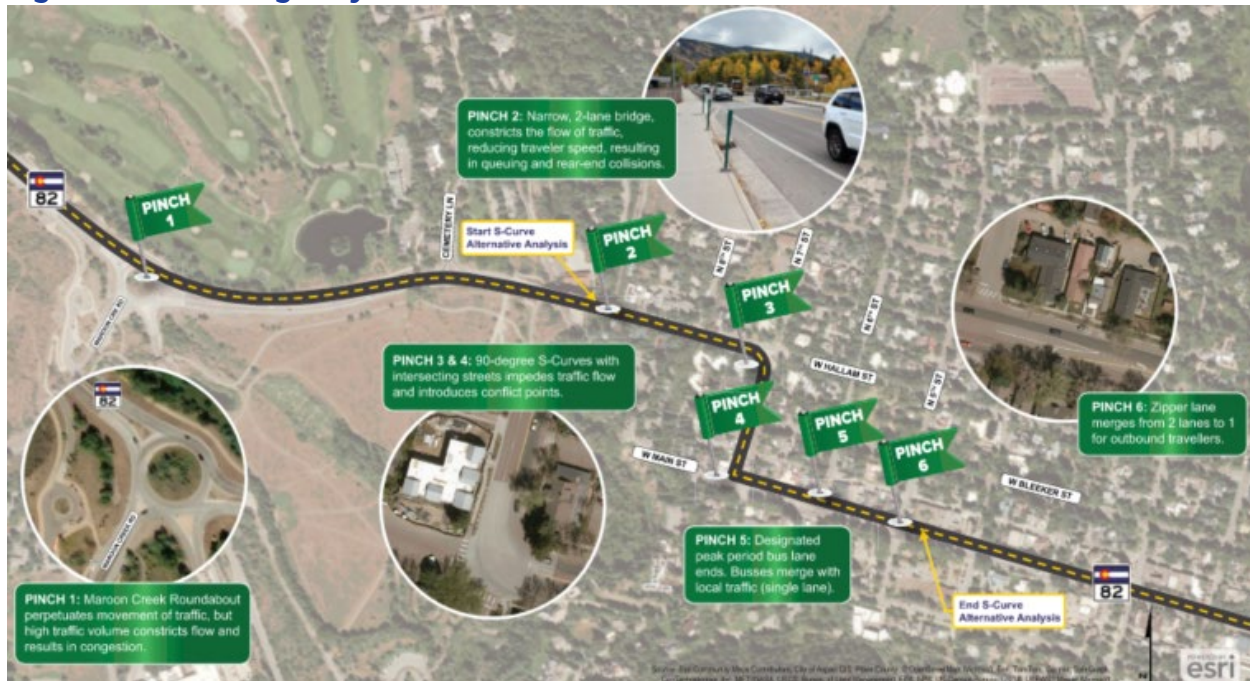 82
PINCH
1
PINCH 2: Narrow, 2-lane bridge,
constricts the flow of traffic,
reducing traveler speed, resulting
in queuing and rear-end collisions.
CEMETERY LN
Start S-Curve
Alternative Analysis
PINCH
2
N 8TH ST
N 7TH ST
PINCH
3
N 6TH ST
W HALLAM ST
N 5TH ST
PINCH 3 & 4: 90-degree S-Curves with
intersecting streets impedes traffic flow
and introduces conflict points.
PINCH
4
PINCH
5
PINCH
6
PINCH 6: Zipper lane
merges from 2 lanes to 1
for outbound travellers.
W MAIN ST
W BLEEKER ST
82
MAROON CREEK RD
PINCH 1: Maroon Creek Roundabout
perpetuates movement of traffic, but
high traffic volume constricts flow and
results in congestion.
PINCH 5: Designated
peak period bus lane
ends. Busses merge with
local traffic (single lane).
82
End S-Curve
Alternative Analysis
N
esri